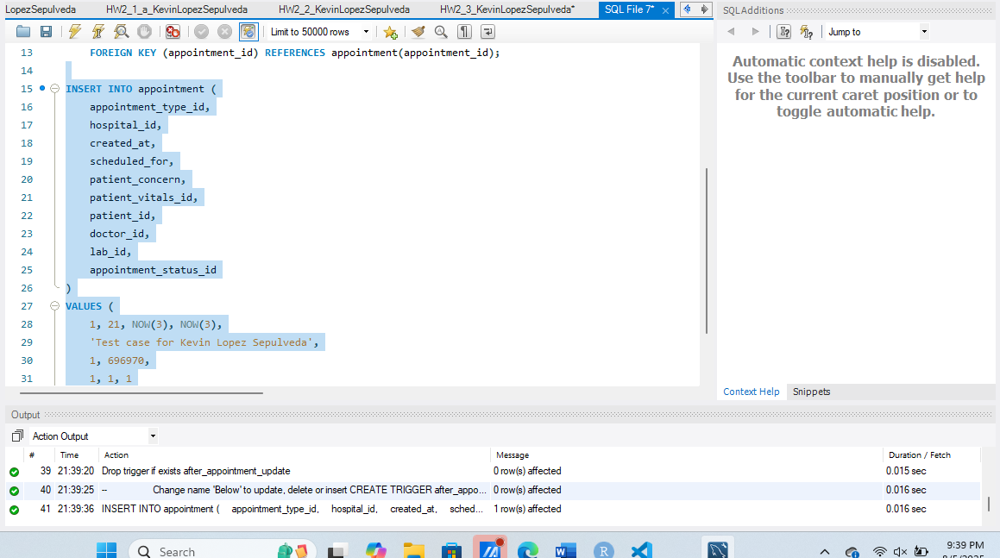 LopezSepulveda HW2_1_a_KevinLopezSepulveda HW2_2_KevinLopezSepulveda HW2_3_KevinLopezSepulveda* SQL File 7*
SQLAdditions
Limit to 50000 rows
Jump to
13 FOREIGN KEY (appointment_id) REFERENCES appointment(appointment_id);
14
15 INSERT INTO appointment (
16 appointment_type_id,
17 hospital_id,
18 created_at,
19 scheduled_for,
20 patient_concern,
21 patient_vitals_id,
22 patient_id,
23 doctor_id,
24 lab_id,
25 appointment_status_id
26 )
27 VALUES (
28 1, 21, NOW(3), NOW(3),
29 'Test case for Kevin Lopez Sepulveda',
30 1, 696970,
31 1, 1, 1
Automatic context help is disabled.
Use the toolbar to manually get help
for the current caret position or to
toggle automatic help.
Context Help Snippets
Output
Action Output
# Time Action Message Duration / Fetch
39 21:39:20 Drop trigger if exists after_appointment_update 0 row(s) affected 0.015 sec
40 21:39:25 -- Change name 'Below' to update, delete or insert CREATE TRIGGER after_appo... 0 row(s) affected 0.016 sec
41 21:39:36 INSERT INTO appointment ( appointment_type_id, hospital_id, created_at, sched... 1 row(s) affected 0.016 sec
Search
9:39 PM